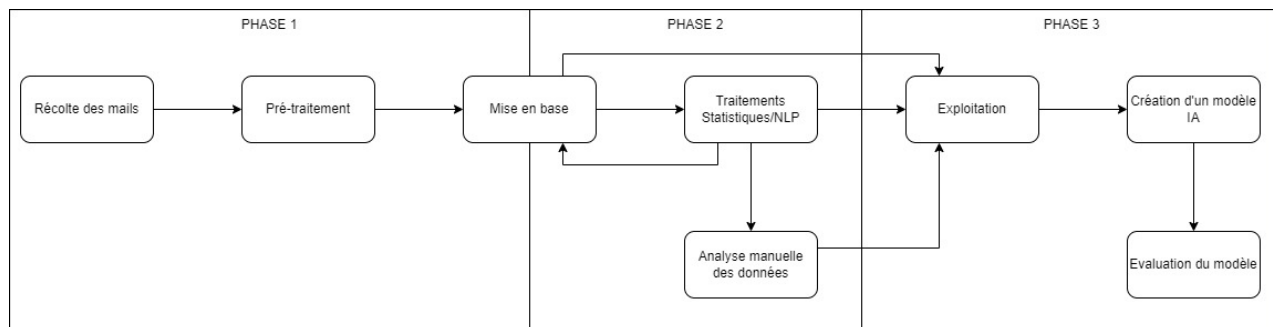 PHASE 1
PHASE 2
PHASE 3
Récolte des mails
Pré-traitement
Mise en base
Traitements
Statistiques/NLP
Exploitation
Création d'un modèle
IA
Analyse manuelle
des données
Evaluation du modèle